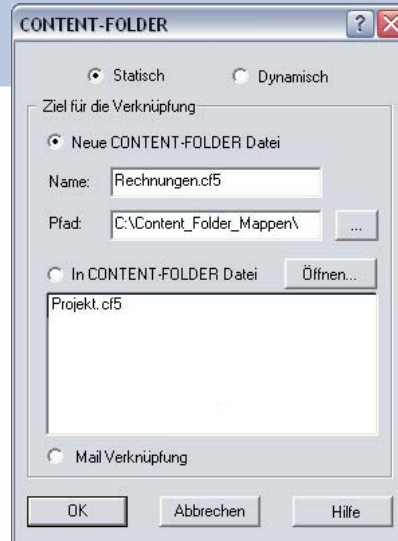 CONTENT-FOLDER
Statisch Dynamisch
Ziel für die Verknüpfung
Neue CONTENT-FOLDER Datei
Name: Rechnungen.cf5
Pfad: C:\Content_Folder_Mappen\ ...
In CONTENT-FOLDER Datei Öffnen...
Projekt.cf5
Mail Verknüpfung
OK Abbrechen Hilfe